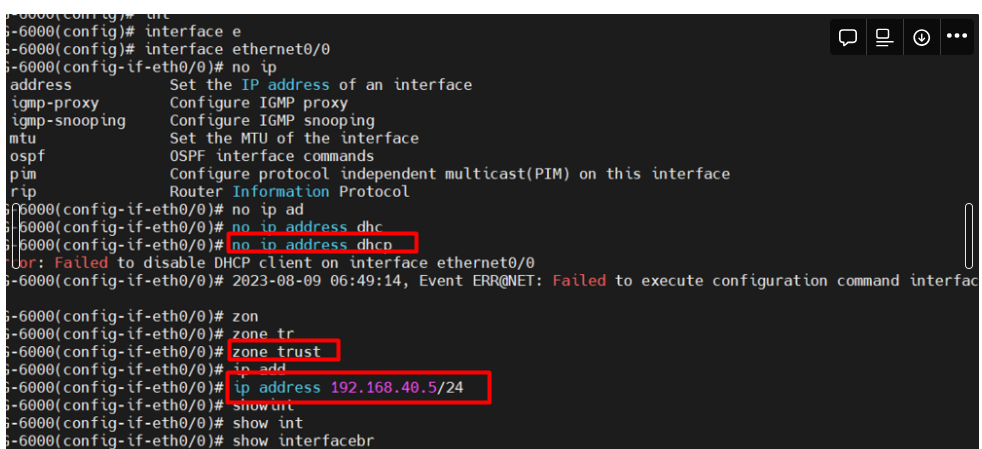 -6000(config)# int
-6000(config)# interface e
-6000(config)# interface ethernet0/0
-6000(config-if-eth0/0)# no ip
address Set the IP address of an interface
igmp-proxy Configure IGMP proxy
igmp-snooping Configure IGMP snooping
mtu Set the MTU of the interface
ospf OSPF interface commands
pim Configure protocol independent multicast(PIM) on this interface
rip Router Information Protocol
-6000(config-if-eth0/0)# no ip ad
-6000(config-if-eth0/0)# no ip address dhc
-6000(config-if-eth0/0)# no ip address dhcp
ror: Failed to disable DHCP client on interface ethernet0/0
-6000(config-if-eth0/0)# 2023-08-09 06:49:14, Event ERR@NET: Failed to execute configuration command interfac
-6000(config-if-eth0/0)# zon
-6000(config-if-eth0/0)# zone tr
-6000(config-if-eth0/0)# zone trust
-6000(config-if-eth0/0)# ip add
-6000(config-if-eth0/0)# ip address 192.168.40.5/24
-6000(config-if-eth0/0)# showint
-6000(config-if-eth0/0)# show int
-6000(config-if-eth0/0)# show interfacebr